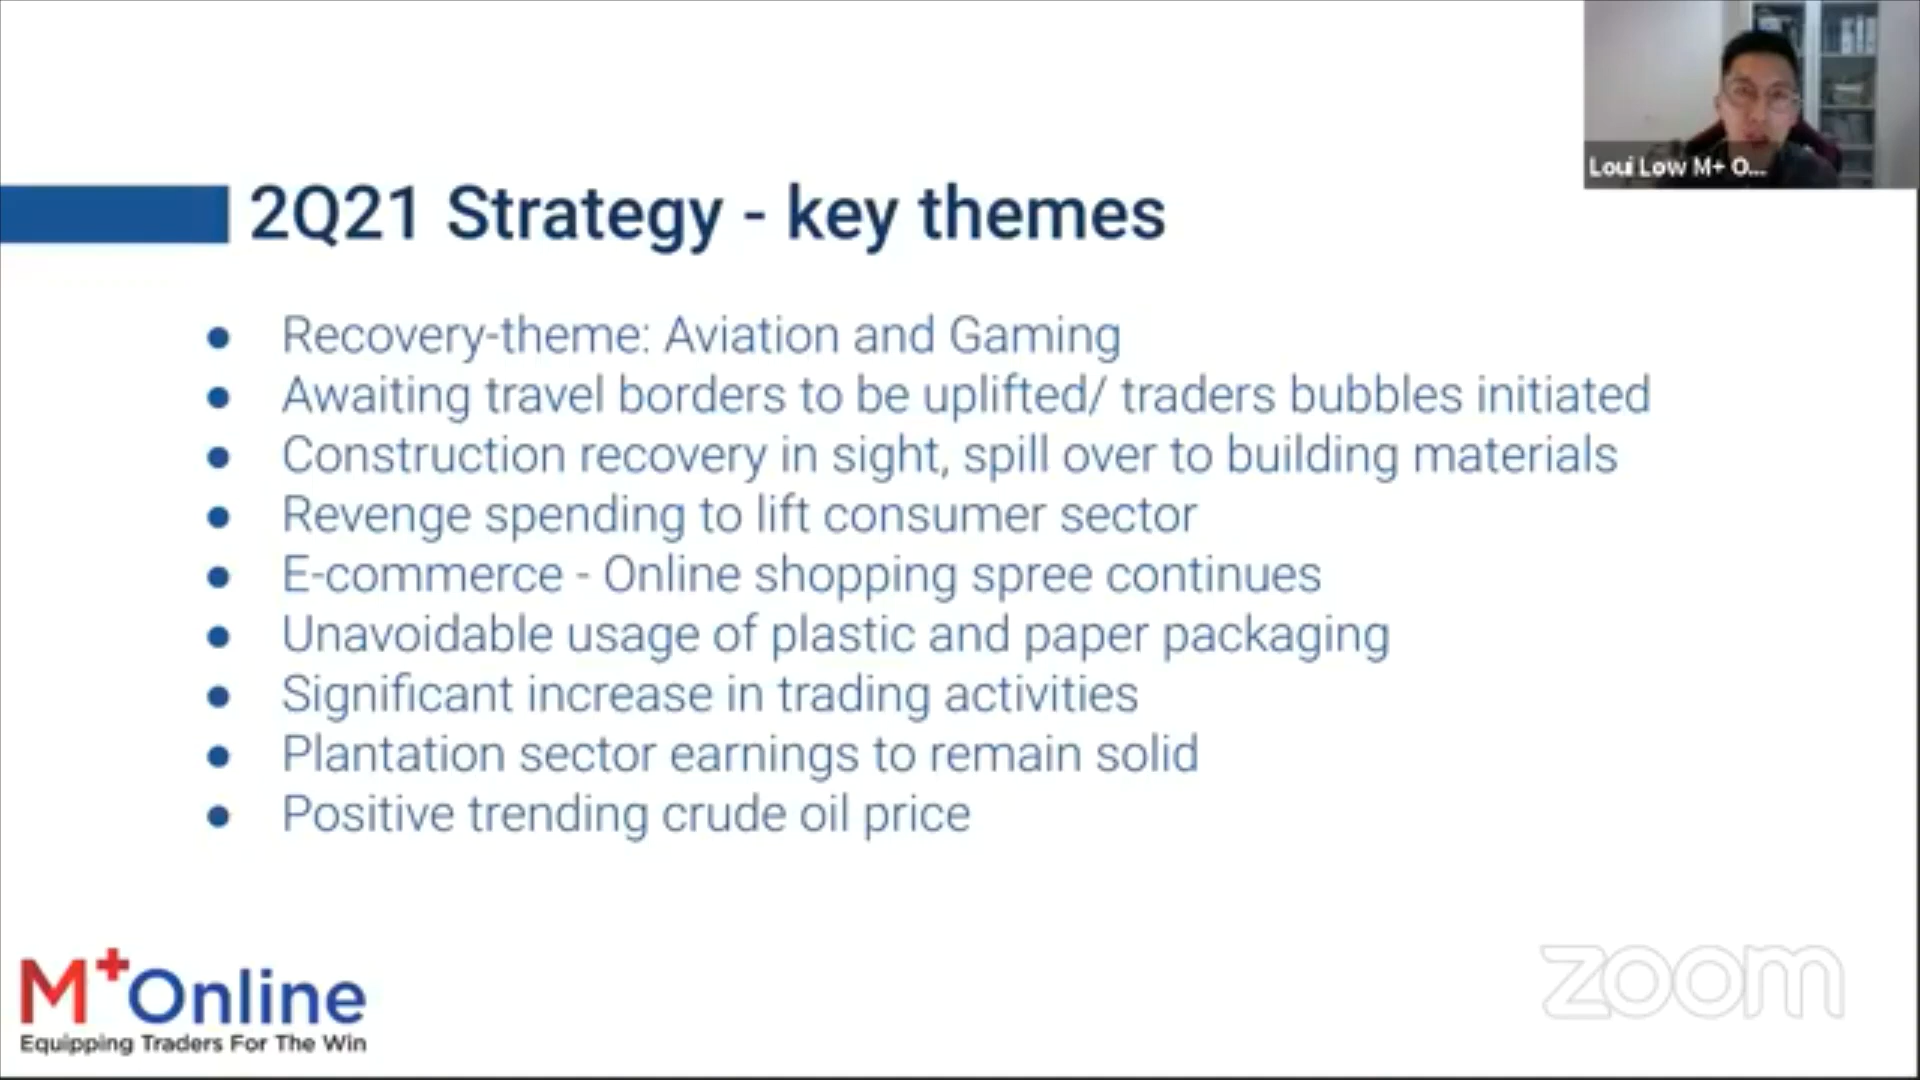 Loui Low M+ O...
2Q21 Strategy - key themes
● Recovery-theme: Aviation and Gaming
● Awaiting travel borders to be uplifted/ traders bubbles initiated
● Construction recovery in sight, spill over to building materials
● Revenge spending to lift consumer sector
● E-commerce - Online shopping spree continues
● Unavoidable usage of plastic and paper packaging
● Significant increase in trading activities
● Plantation sector earnings to remain solid
● Positive trending crude oil price
M+Online
Equipping Traders For The Win
zoom